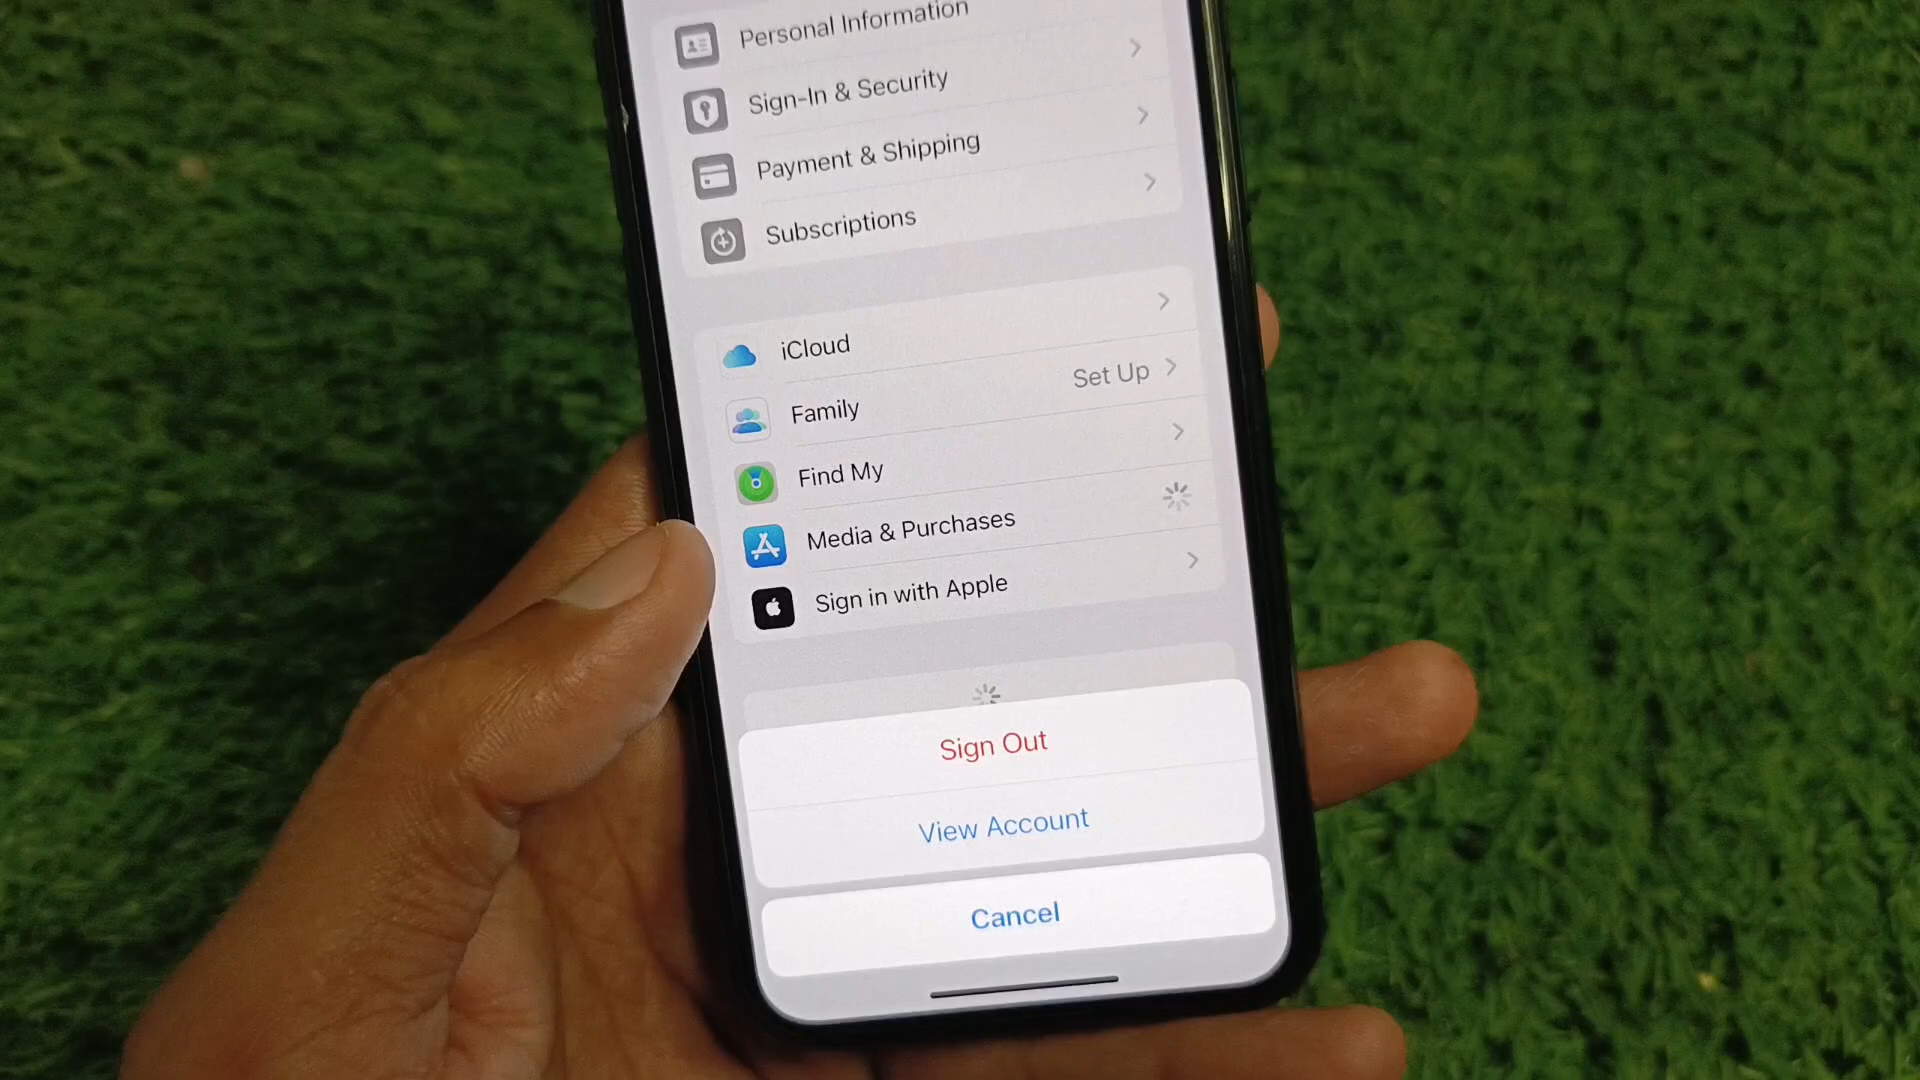 Personal Information
Sign-In & Security
Payment & Shipping
Subscriptions
iCloud
Family
Set Up
Find My
Media & Purchases
Sign in with Apple
Sign Out
View Account
Cancel